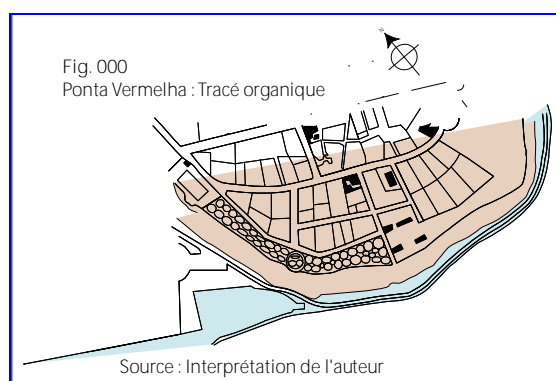 N
Fig. 000
Ponta Vermelha : Tracé organique
Source : Interprétation de l'auteur